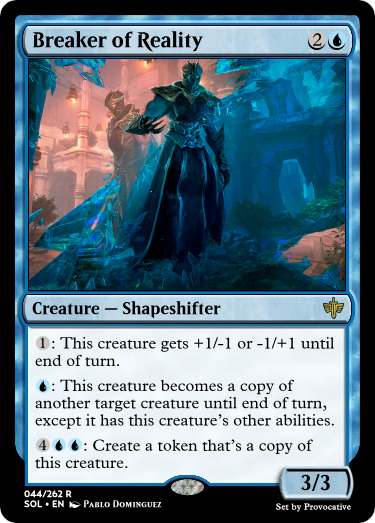 Breaker of Reality 2
Creature — Shapeshifter
1: This creature gets +1/-1 or -1/+1 until
end of turn.
: This creature becomes a copy of
another target creature until end of turn,
except it has this creature's other abilities.
4: Create a token that's a copy of
this creature.
3/3
044/262 R
SOL • EN Pablo Dominguez
Set by Provocative